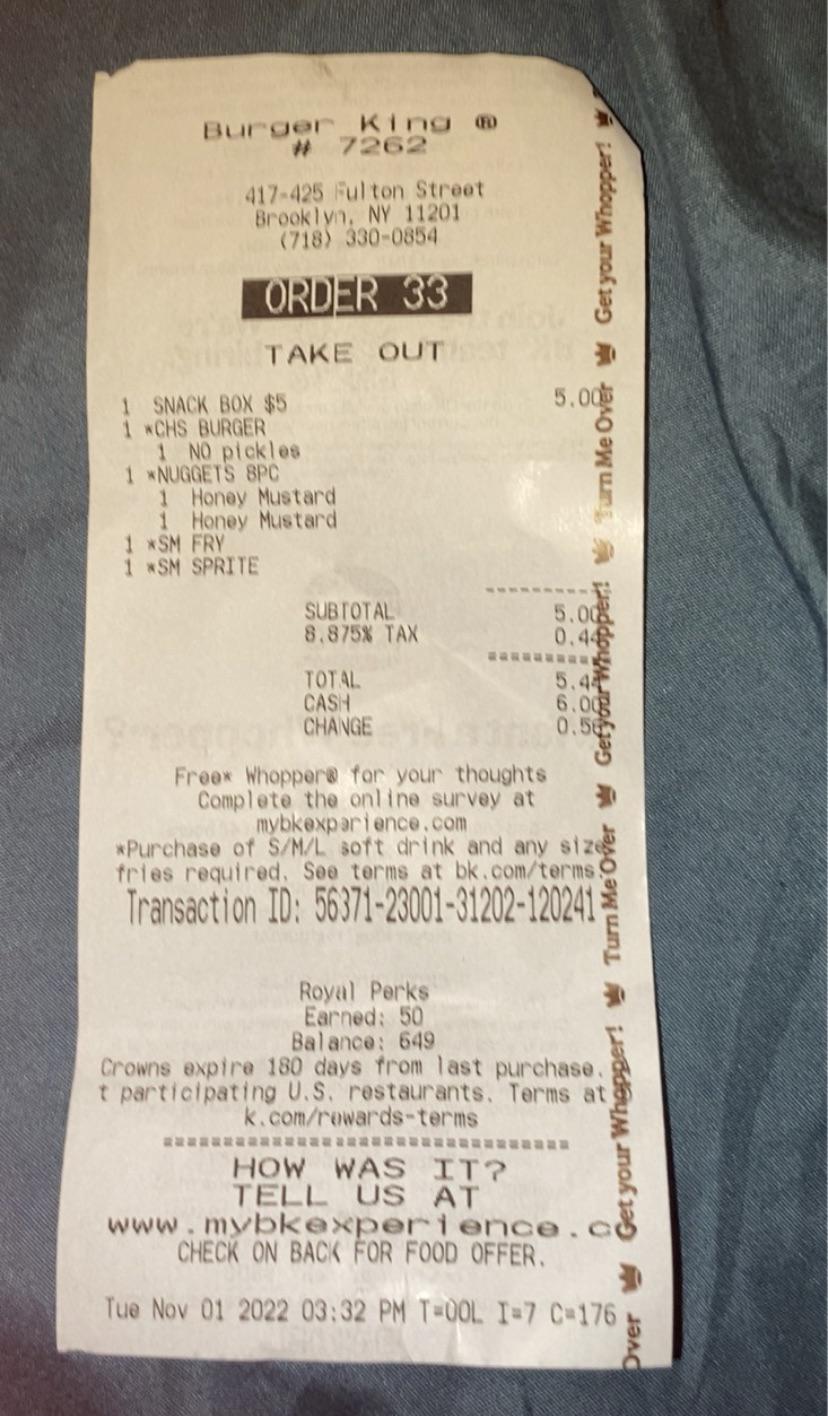 Burger King ®
# 7262
417-425 Fulton Street
Brooklyn, NY 11201
(718) 330-0854
ORDER 33
TAKE OUT
1 SNACK BOX $5 5.00
1 *CHS BURGER
1 NO pickles
1 *NUGGETS 8PC
1 Honey Mustard
1 Honey Mustard
1 *SM FRY
1 *SM SPRITE
SUBTOTAL 5.00
8.875% TAX 0.44
TOTAL 5.44
CASH 6.00
CHANGE 0.56
Free* Whopper® for your thoughts
Complete the online survey at
mybkexperience.com
*Purchase of S/M/L soft drink and any size
fries required. See terms at bk.com/terms.
Transaction ID: 56371-23001-31202-120241
Royal Perks
Earned: 50
Balance: 649
Crowns expire 180 days from last purchase.
t participating U.S. restaurants. Terms at
k.com/rewards-terms
HOW WAS IT?
TELL US AT
www.mybkexperience.c
CHECK ON BACK FOR FOOD OFFER.
Tue Nov 01 2022 03:32 PM T=00L I=7 C=176
Over Get your Whopper! Turn Me Over Get your Whopper! Turn Me Over Get your Whopper!